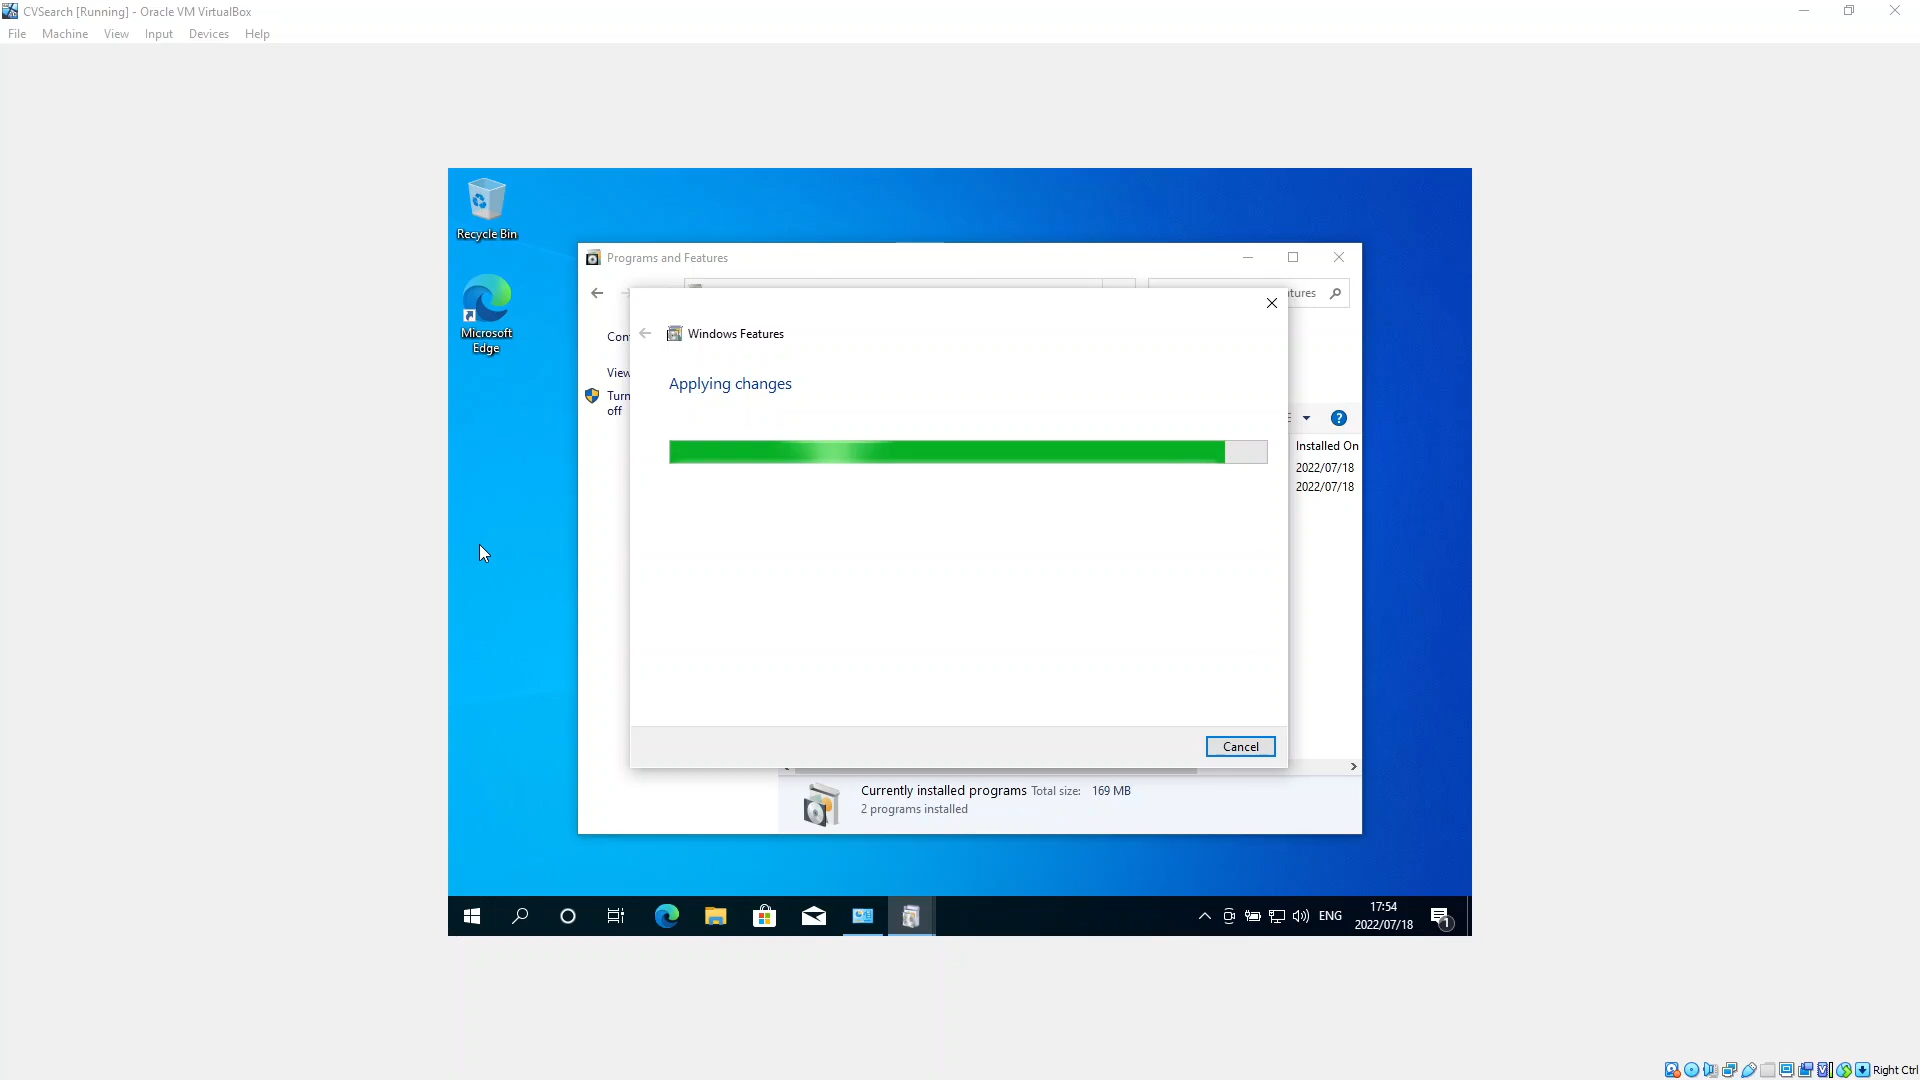 CVSearch [Running] - Oracle VM VirtualBox
File Machine View Input Devices Help
Recycle Bin
Microsoft
Edge
Programs and Features
tures
Windows Features
Applying changes
Con
View
Turn
off
Installed On
2022/07/18
2022/07/18
Cancel
Currently installed programs Total size: 169 MB
2 programs installed
ENG
17:54
2022/07/18
1
Right Ctrl